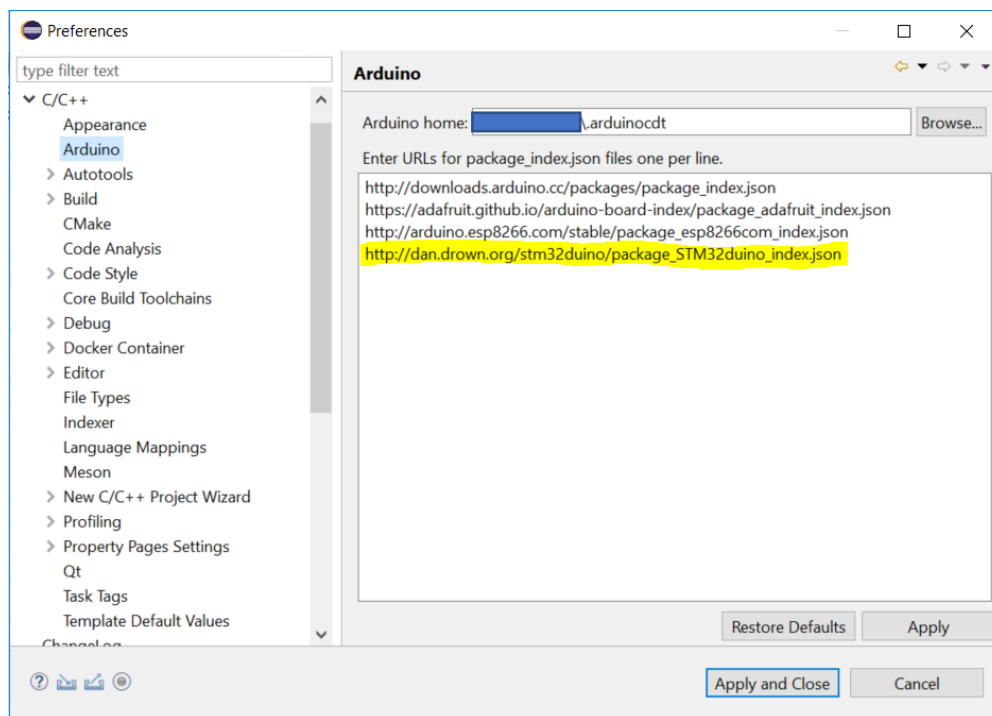 Preferences
type filter text
C/C++
Appearance
Arduino
Autotools
Build
CMake
Code Analysis
Code Style
Core Build Toolchains
Debug
Docker Container
Editor
File Types
Indexer
Language Mappings
Meson
New C/C++ Project Wizard
Profiling
Property Pages Settings
Qt
Task Tags
Template Default Values
ChangeLog
Arduino
Arduino home: \.arduinocdt Browse...
Enter URLs for package_index.json files one per line.
http://downloads.arduino.cc/packages/package_index.json
https://adafruit.github.io/arduino-board-index/package_adafruit_index.json
http://arduino.esp8266.com/stable/package_esp8266com_index.json
http://dan.drown.org/stm32duino/package_STM32duino_index.json
Restore Defaults Apply
Apply and Close Cancel